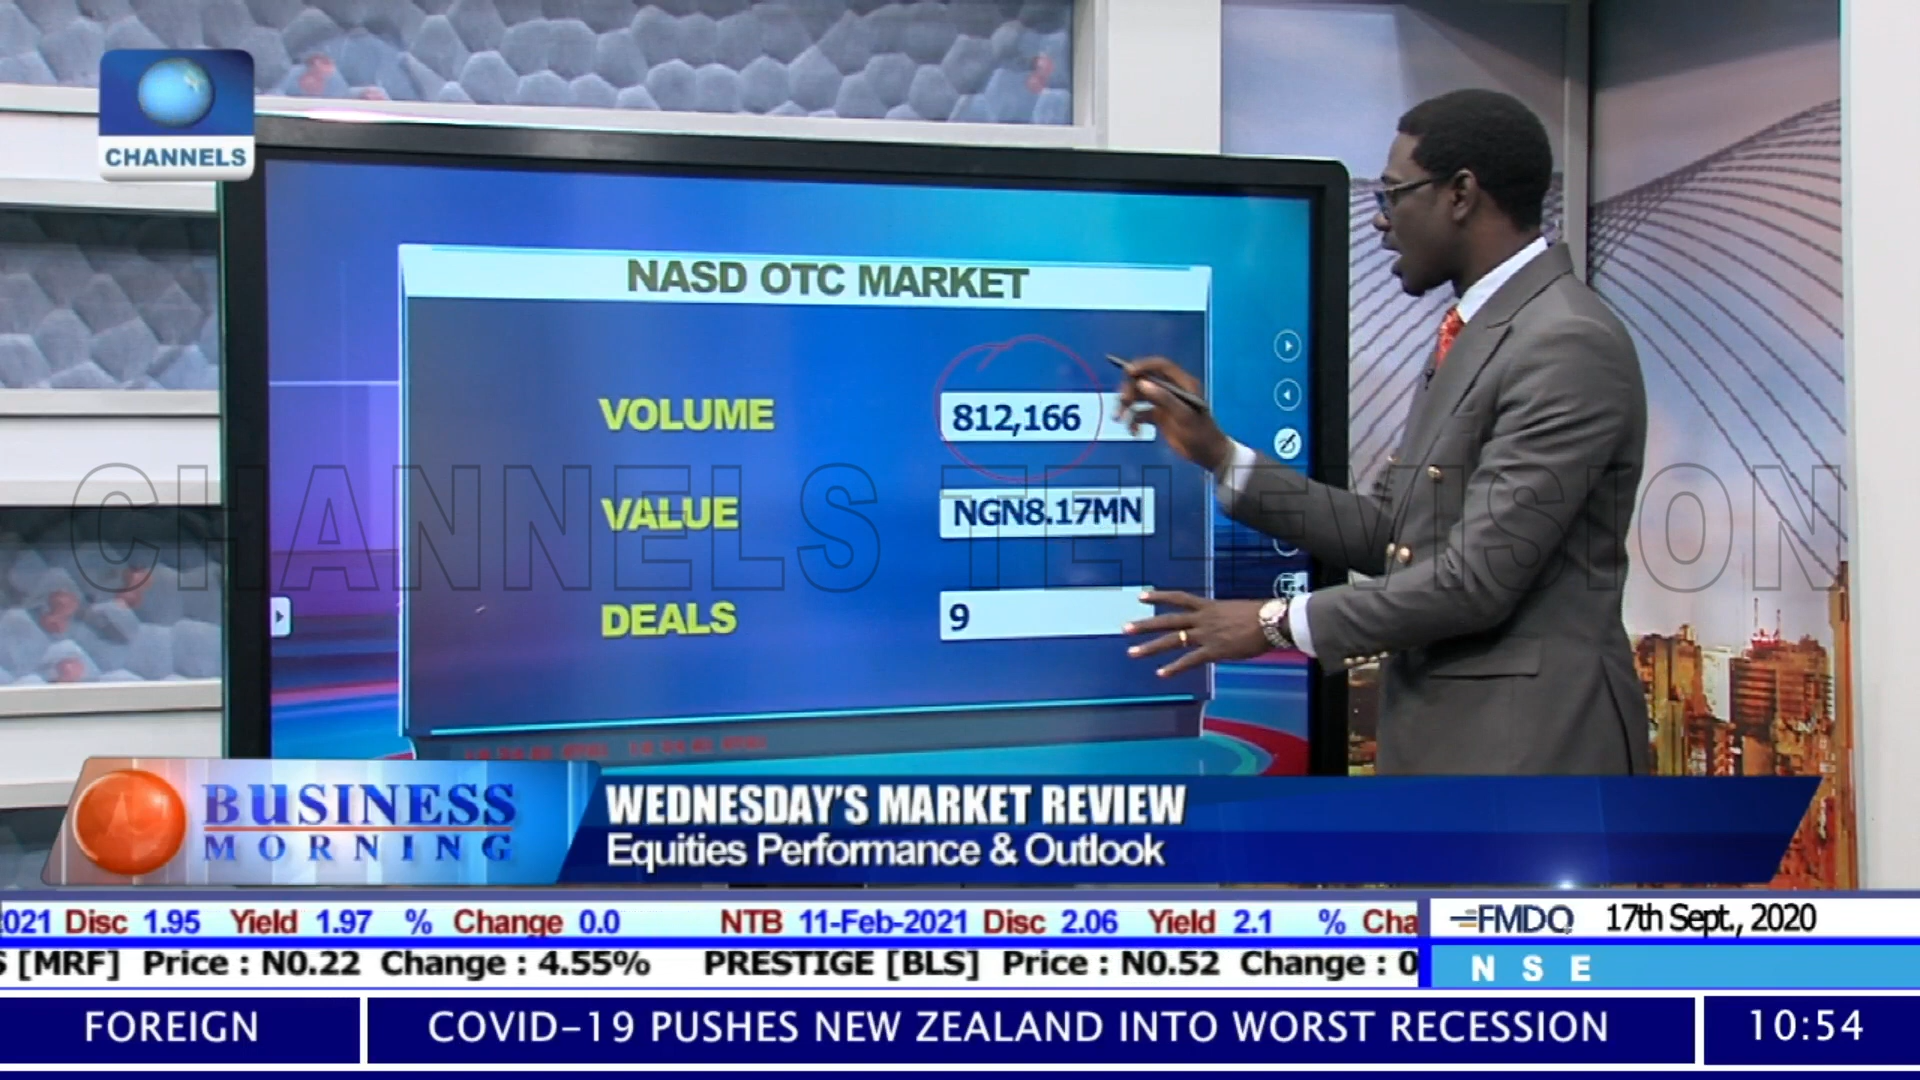 CHANNELS
NASD OTC MARKET
VOLUME 812,166
VALUE NGN8.17MN
DEALS 9
CHANNELS TELEVISION
BUSINESS
MORNING
WEDNESDAY'S MARKET REVIEW
Equities Performance & Outlook
2021 Disc 1.95 Yield 1.97 % Change 0.0 NTB 11-Feb-2021 Disc 2.06 Yield 2.1 % Cha
FMDQ 17th Sept., 2020
S [MRF] Price : N0.22 Change : 4.55% PRESTIGE [BLS] Price : N0.52 Change : 0
NSE
FOREIGN
COVID-19 PUSHES NEW ZEALAND INTO WORST RECESSION
10:54